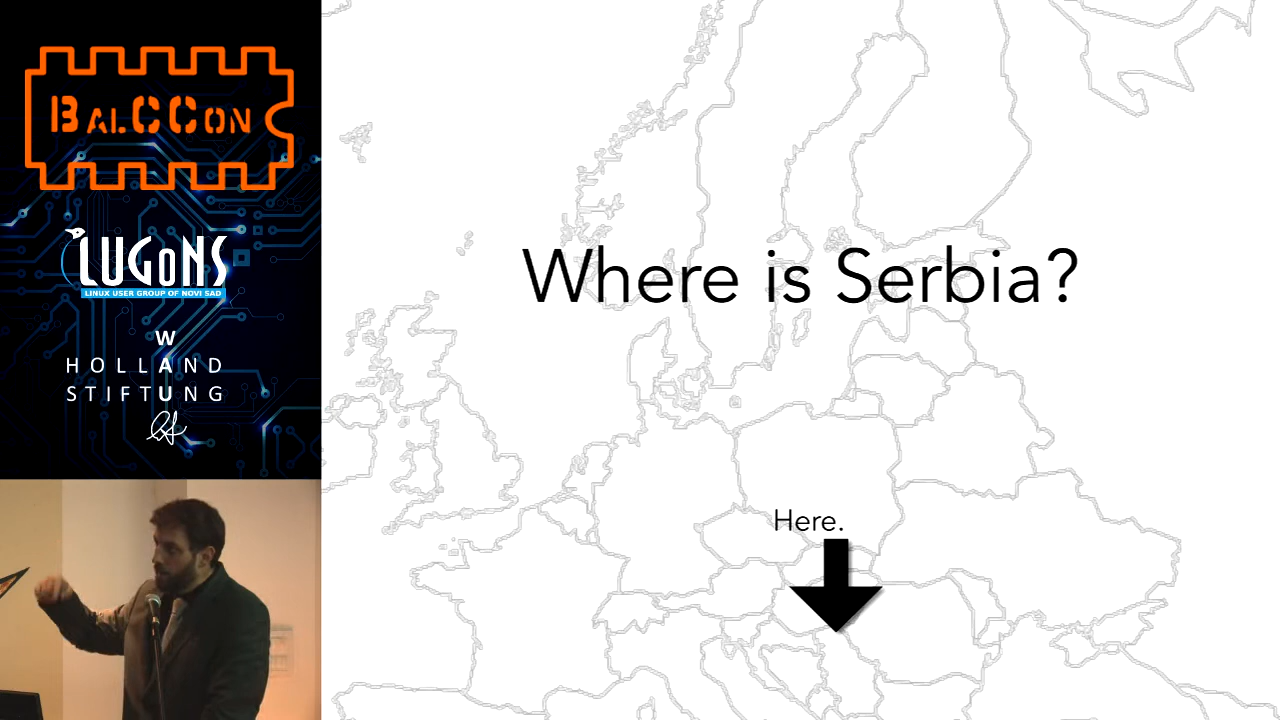 BALCCON
LUGONS
LINUX USER GROUP OF NOVI SAD
W
HOLLAND
STIFTUNG
Where is Serbia?
Here.